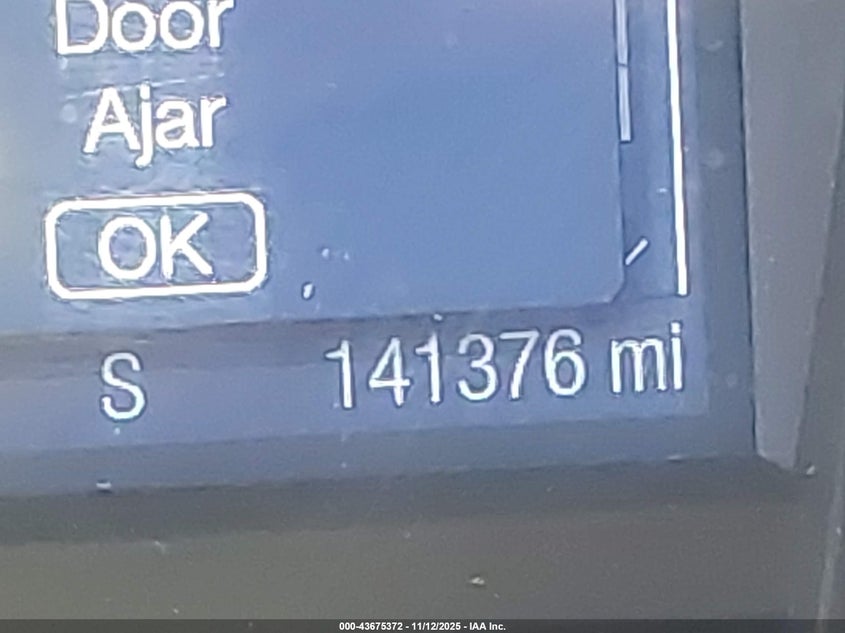 Door
Ajar
OK
S 141376 mi
000-43675372 - 11/12/2025 - IAA Inc.